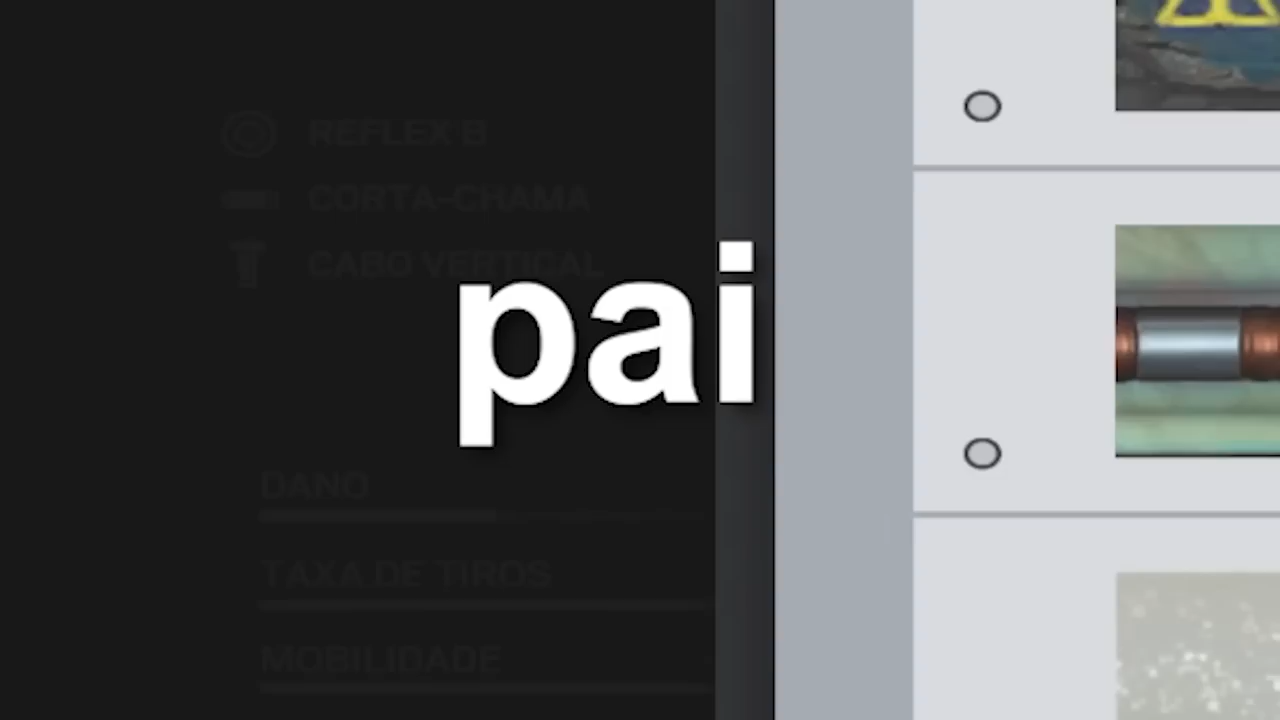 REFLEX B
CORTA-CHAMA
CABO VERTICAL
pai
DANO
TAXA DE TIROS
MOBILIDADE